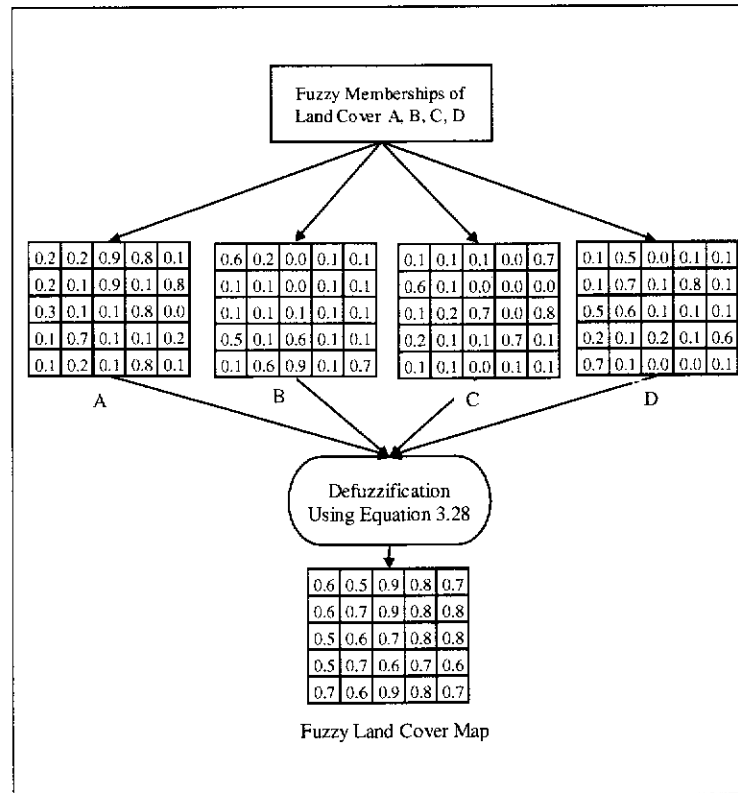 Fuzzy Memberships of
Land Cover A, B, C, D
0.2 0.2 0.9 0.8 0.1
0.2 0.1 0.9 0.1 0.8
0.3 0.1 0.1 0.8 0.0
0.1 0.7 0.1 0.1 0.2
0.1 0.2 0.1 0.8 0.1
A
0.6 0.2 0.0 0.1 0.1
0.1 0.1 0.0 0.1 0.1
0.1 0.1 0.1 0.1 0.1
0.5 0.1 0.6 0.1 0.1
0.1 0.6 0.9 0.1 0.7
B
0.1 0.1 0.1 0.0 0.7
0.6 0.1 0.0 0.0 0.0
0.1 0.2 0.7 0.0 0.8
0.2 0.1 0.1 0.7 0.1
0.1 0.1 0.0 0.1 0.1
C
0.1 0.5 0.0 0.1 0.1
0.1 0.7 0.1 0.8 0.1
0.5 0.6 0.1 0.1 0.1
0.2 0.1 0.2 0.1 0.6
0.7 0.1 0.0 0.0 0.1
D
Defuzzification
Using Equation 3.28
0.6 0.5 0.9 0.8 0.7
0.6 0.7 0.9 0.8 0.8
0.5 0.6 0.7 0.8 0.8
0.5 0.7 0.6 0.7 0.6
0.7 0.6 0.9 0.8 0.7
Fuzzy Land Cover Map